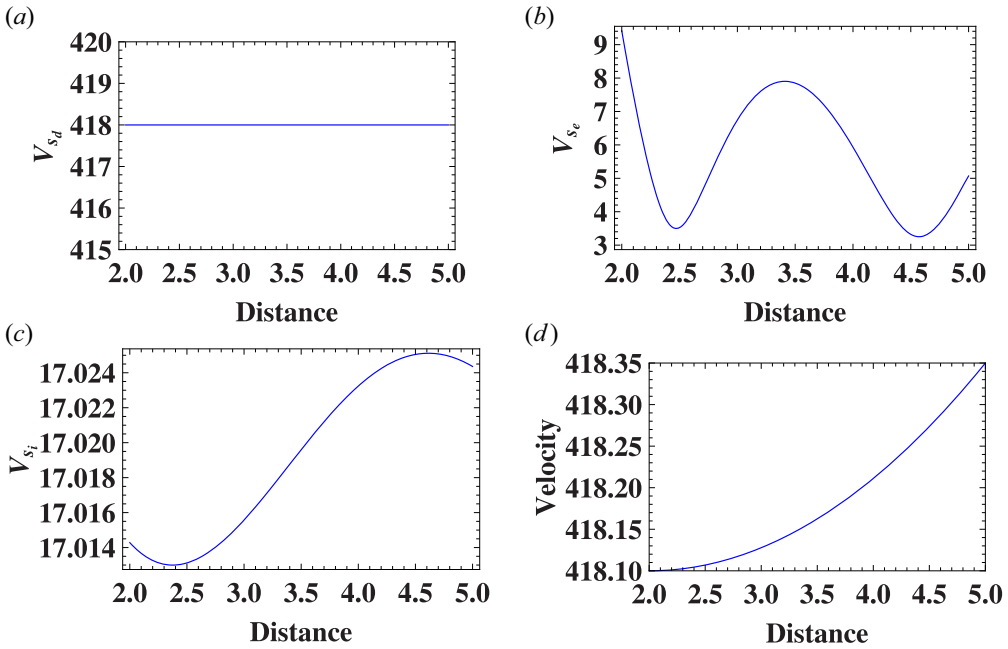 (a)
420
419
418
417
416
415
V_{s_d}
2.0 2.5 3.0 3.5 4.0 4.5 5.0
Distance
(b)
9
8
7
6
5
4
3
V_{s_e}
2.0 2.5 3.0 3.5 4.0 4.5 5.0
Distance
(c)
17.024
17.022
17.020
17.018
17.016
17.014
V_{s_i}
2.0 2.5 3.0 3.5 4.0 4.5 5.0
Distance
(d)
418.35
418.30
418.25
418.20
418.15
418.10
Velocity
2.0 2.5 3.0 3.5 4.0 4.5 5.0
Distance